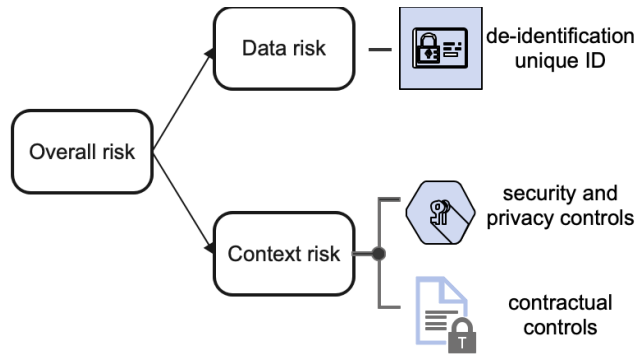 Data risk
de-identification
unique ID
Overall risk
security and
privacy controls
Context risk
contractual
controls
T